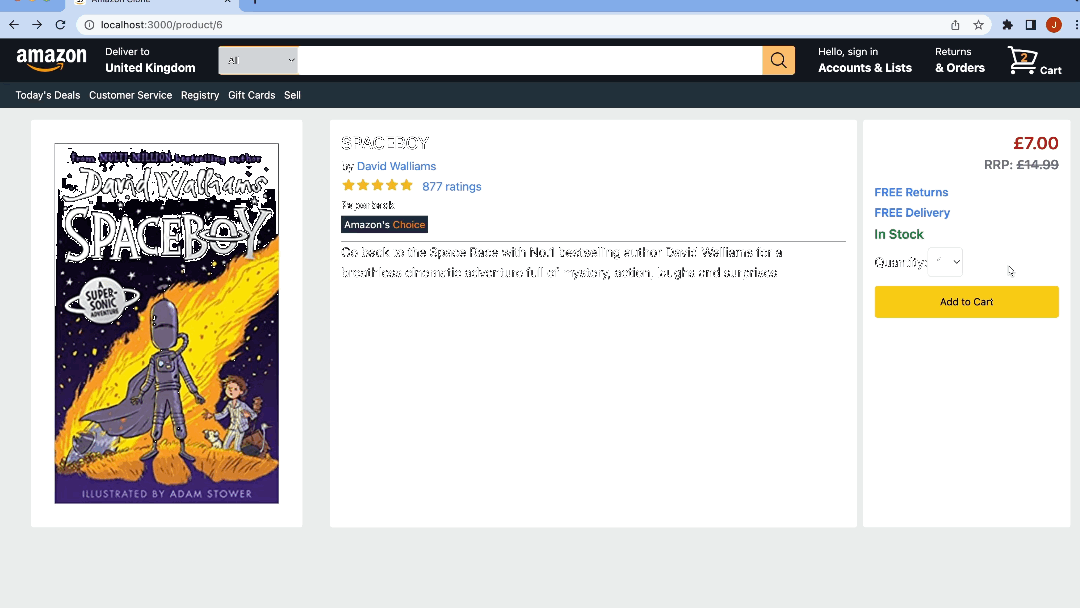 Amazon Clone
localhost:3000/product/6
J
amazon
Deliver to
United Kingdom
All
Hello, sign in
Accounts & Lists
Returns
& Orders
2
Cart
Today's Deals
Customer Service
Registry
Gift Cards
Sell
from MULTI-MILLION bestselling author
David Walliams
SPACEBOY
A
SUPER-
SONIC
ADVENTURE
ILLUSTRATED BY ADAM STOWER
SPACEBOY
by David Walliams
877 ratings
Paperback
Amazon's Choice
Go back to the Space Race with No.1 bestselling author David Walliams for a
breathless cinematic adventure full of mystery, action, laughs and surprises
£7.00
RRP: £14.99
FREE Returns
FREE Delivery
In Stock
Quantity:
Add to Cart